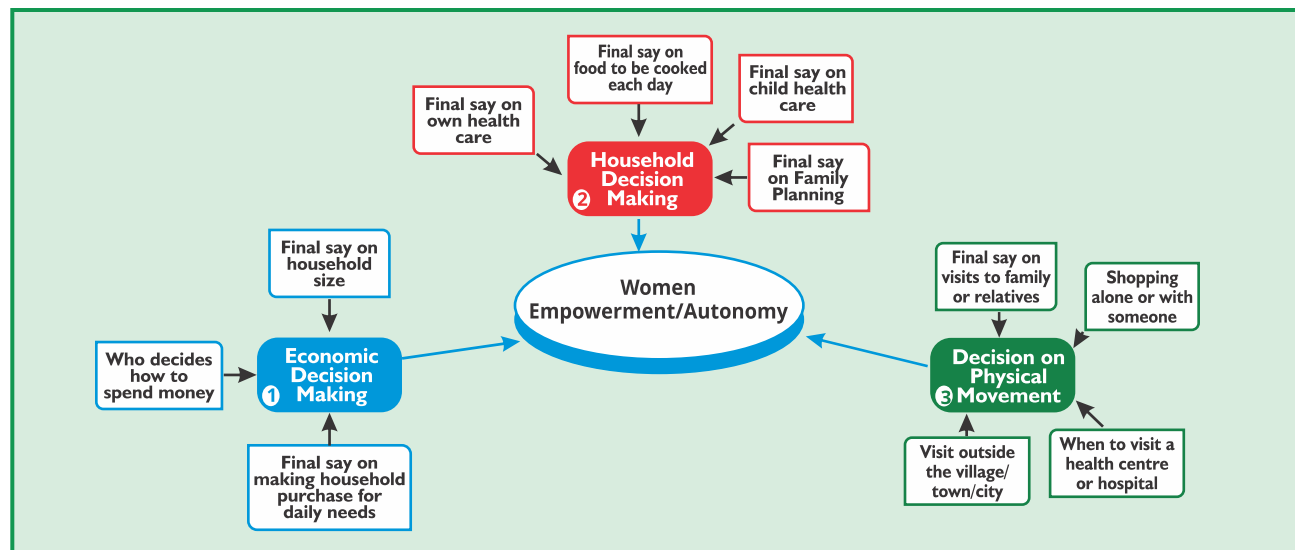 Final say on
food to be cooked
each day
Final say on
child health
care
Final say on
own health
care
Household
Decision
Making
2
Final say
on Family
Planning
Final say on
household
size
Women
Empowerment/Autonomy
Final say on
visits to family
or relatives
Shopping
alone or with
someone
Who decides
how to
spend money
Economic
Decision
Making
1
Decision on
Physical
Movement
3
Final say on
making household
purchase for
daily needs
Visit outside
the village/
town/city
When to visit a
health centre
or hospital